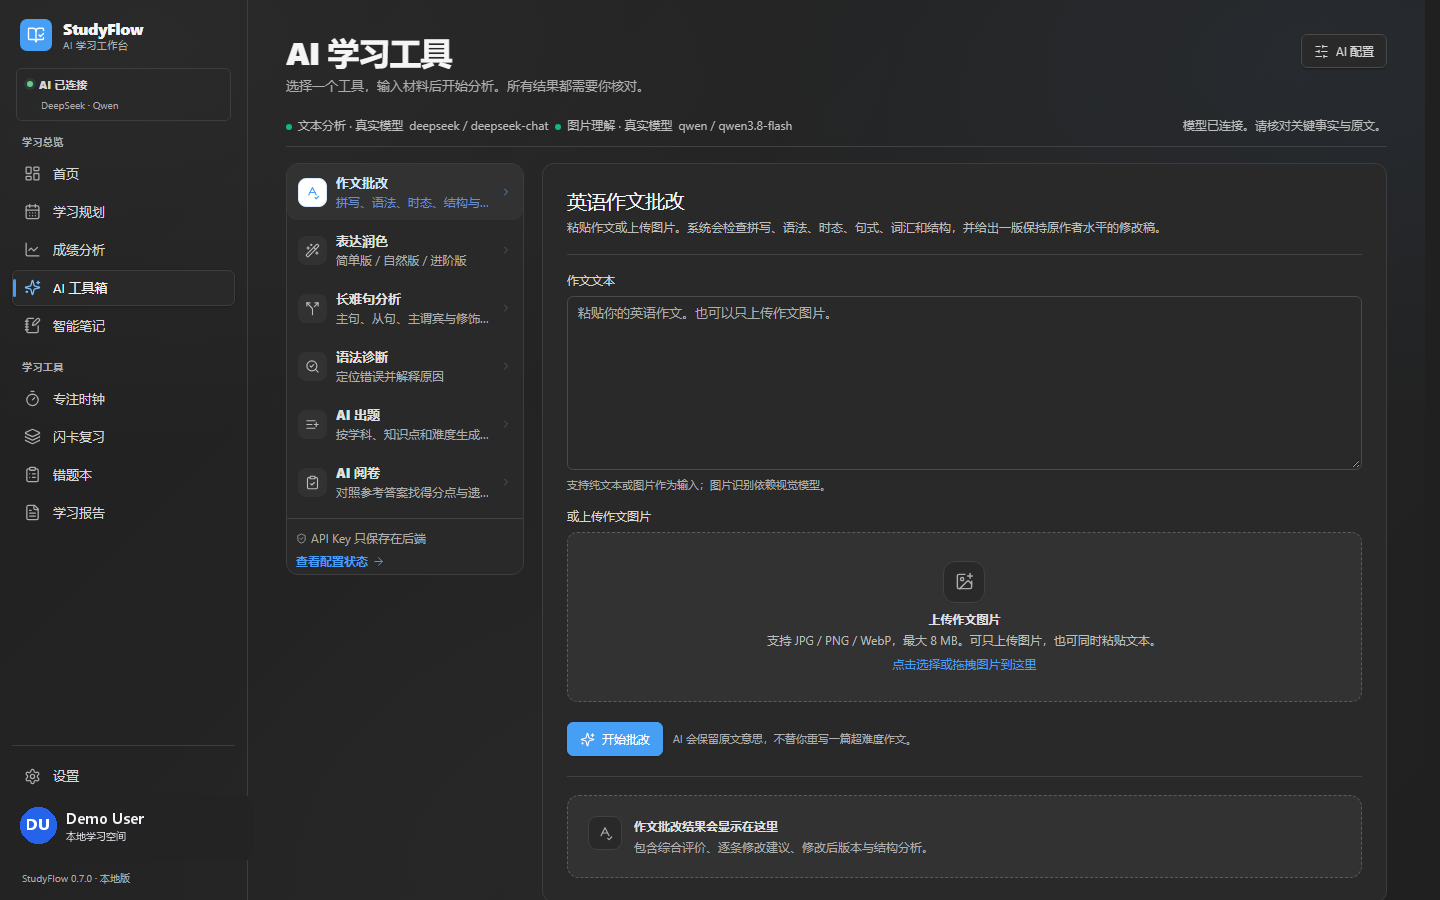 StudyFlow
AI 学习工作台
AI 已连接
DeepSeek · Qwen
学习总览
首页
学习规划
成绩分析
AI 工具箱
智能笔记
学习工具
专注时钟
闪卡复习
错题本
学习报告
设置
DU
Demo User
本地学习空间
StudyFlow 0.7.0 · 本地版
AI 学习工具
选择一个工具，输入材料后开始分析。所有结果都需要你核对。
AI 配置
文本分析 · 真实模型 deepseek / deepseek-chat
图片理解 · 真实模型 qwen / qwen3.8-flash
模型已连接。请核对关键事实与原文。
作文批改
拼写、语法、时态、结构与...
表达润色
简单版 / 自然版 / 进阶版
长难句分析
主句、从句、主谓宾与修饰...
语法诊断
定位错误并解释原因
AI 出题
按学科、知识点和难度生成...
AI 阅卷
对照参考答案找得分点与遗...
API Key 只保存在后端
查看配置状态
英语作文批改
粘贴作文或上传图片。系统会检查拼写、语法、时态、句式、词汇和结构，并给出一版保持原作者水平的修改稿。
作文文本
粘贴你的英语作文。也可以只上传作文图片。
支持纯文本或图片作为输入；图片识别依赖视觉模型。
或上传作文图片
上传作文图片
支持 JPG / PNG / WebP，最大 8 MB。可只上传图片，也可同时粘贴文本。
点击选择或拖拽图片到这里
开始批改
AI 会保留原文意思，不替你重写一篇超难度作文。
作文批改结果会显示在这里
包含综合评价、逐条修改建议、修改后版本与结构分析。